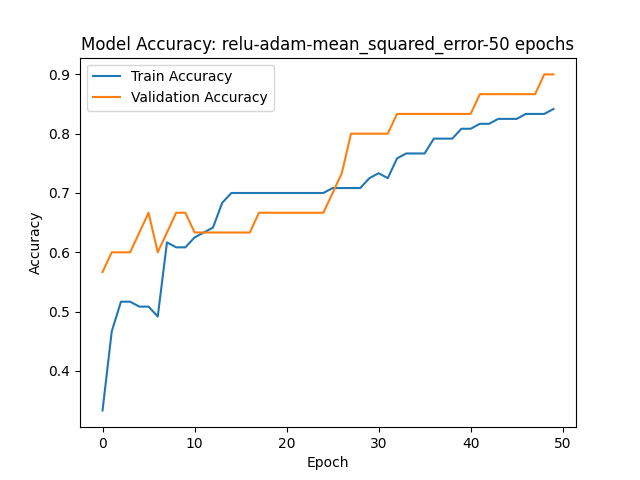 Model Accuracy: relu-adam-mean_squared_error-50 epochs
Train Accuracy
Validation Accuracy
Accuracy
0.9
0.8
0.7
0.6
0.5
0.4
0 10 20 30 40 50
Epoch